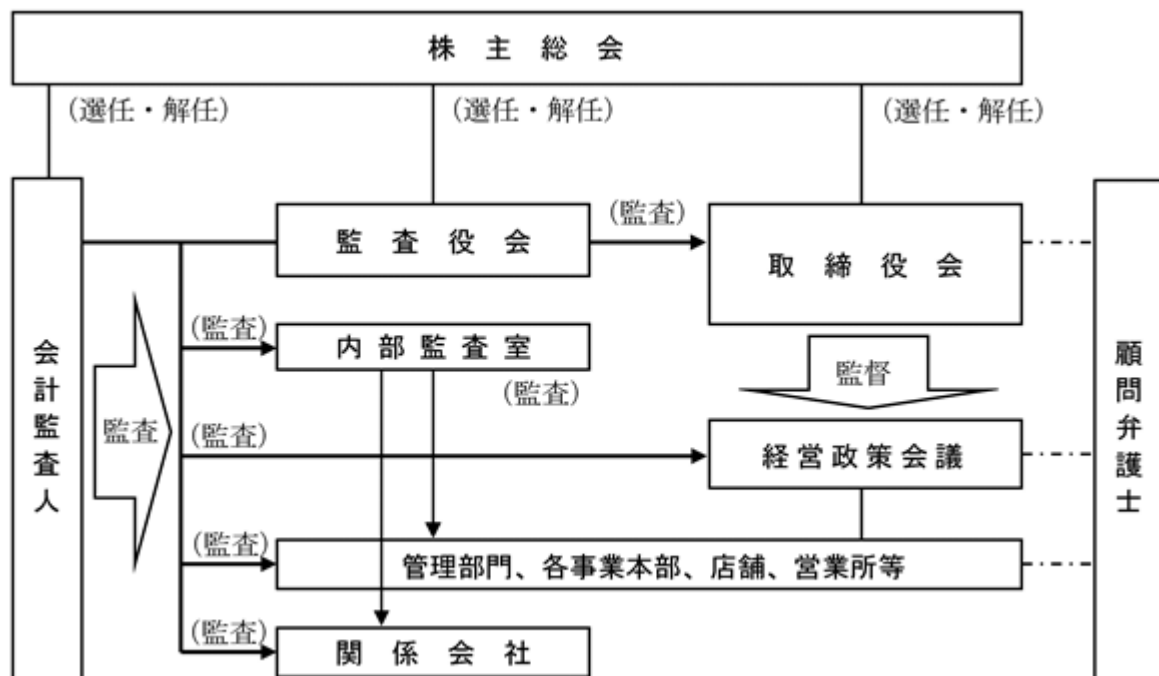 株主総会
(選任・解任)
(選任・解任)
(選任・解任)
会計監査人
監査役会
(監査)
取締役会
顧問弁護士
(監査)
内部監査室
(監査)
監督
監査
(監査)
経営政策会議
(監査)
管理部門、各事業本部、店舗、営業所等
(監査)
関係会社